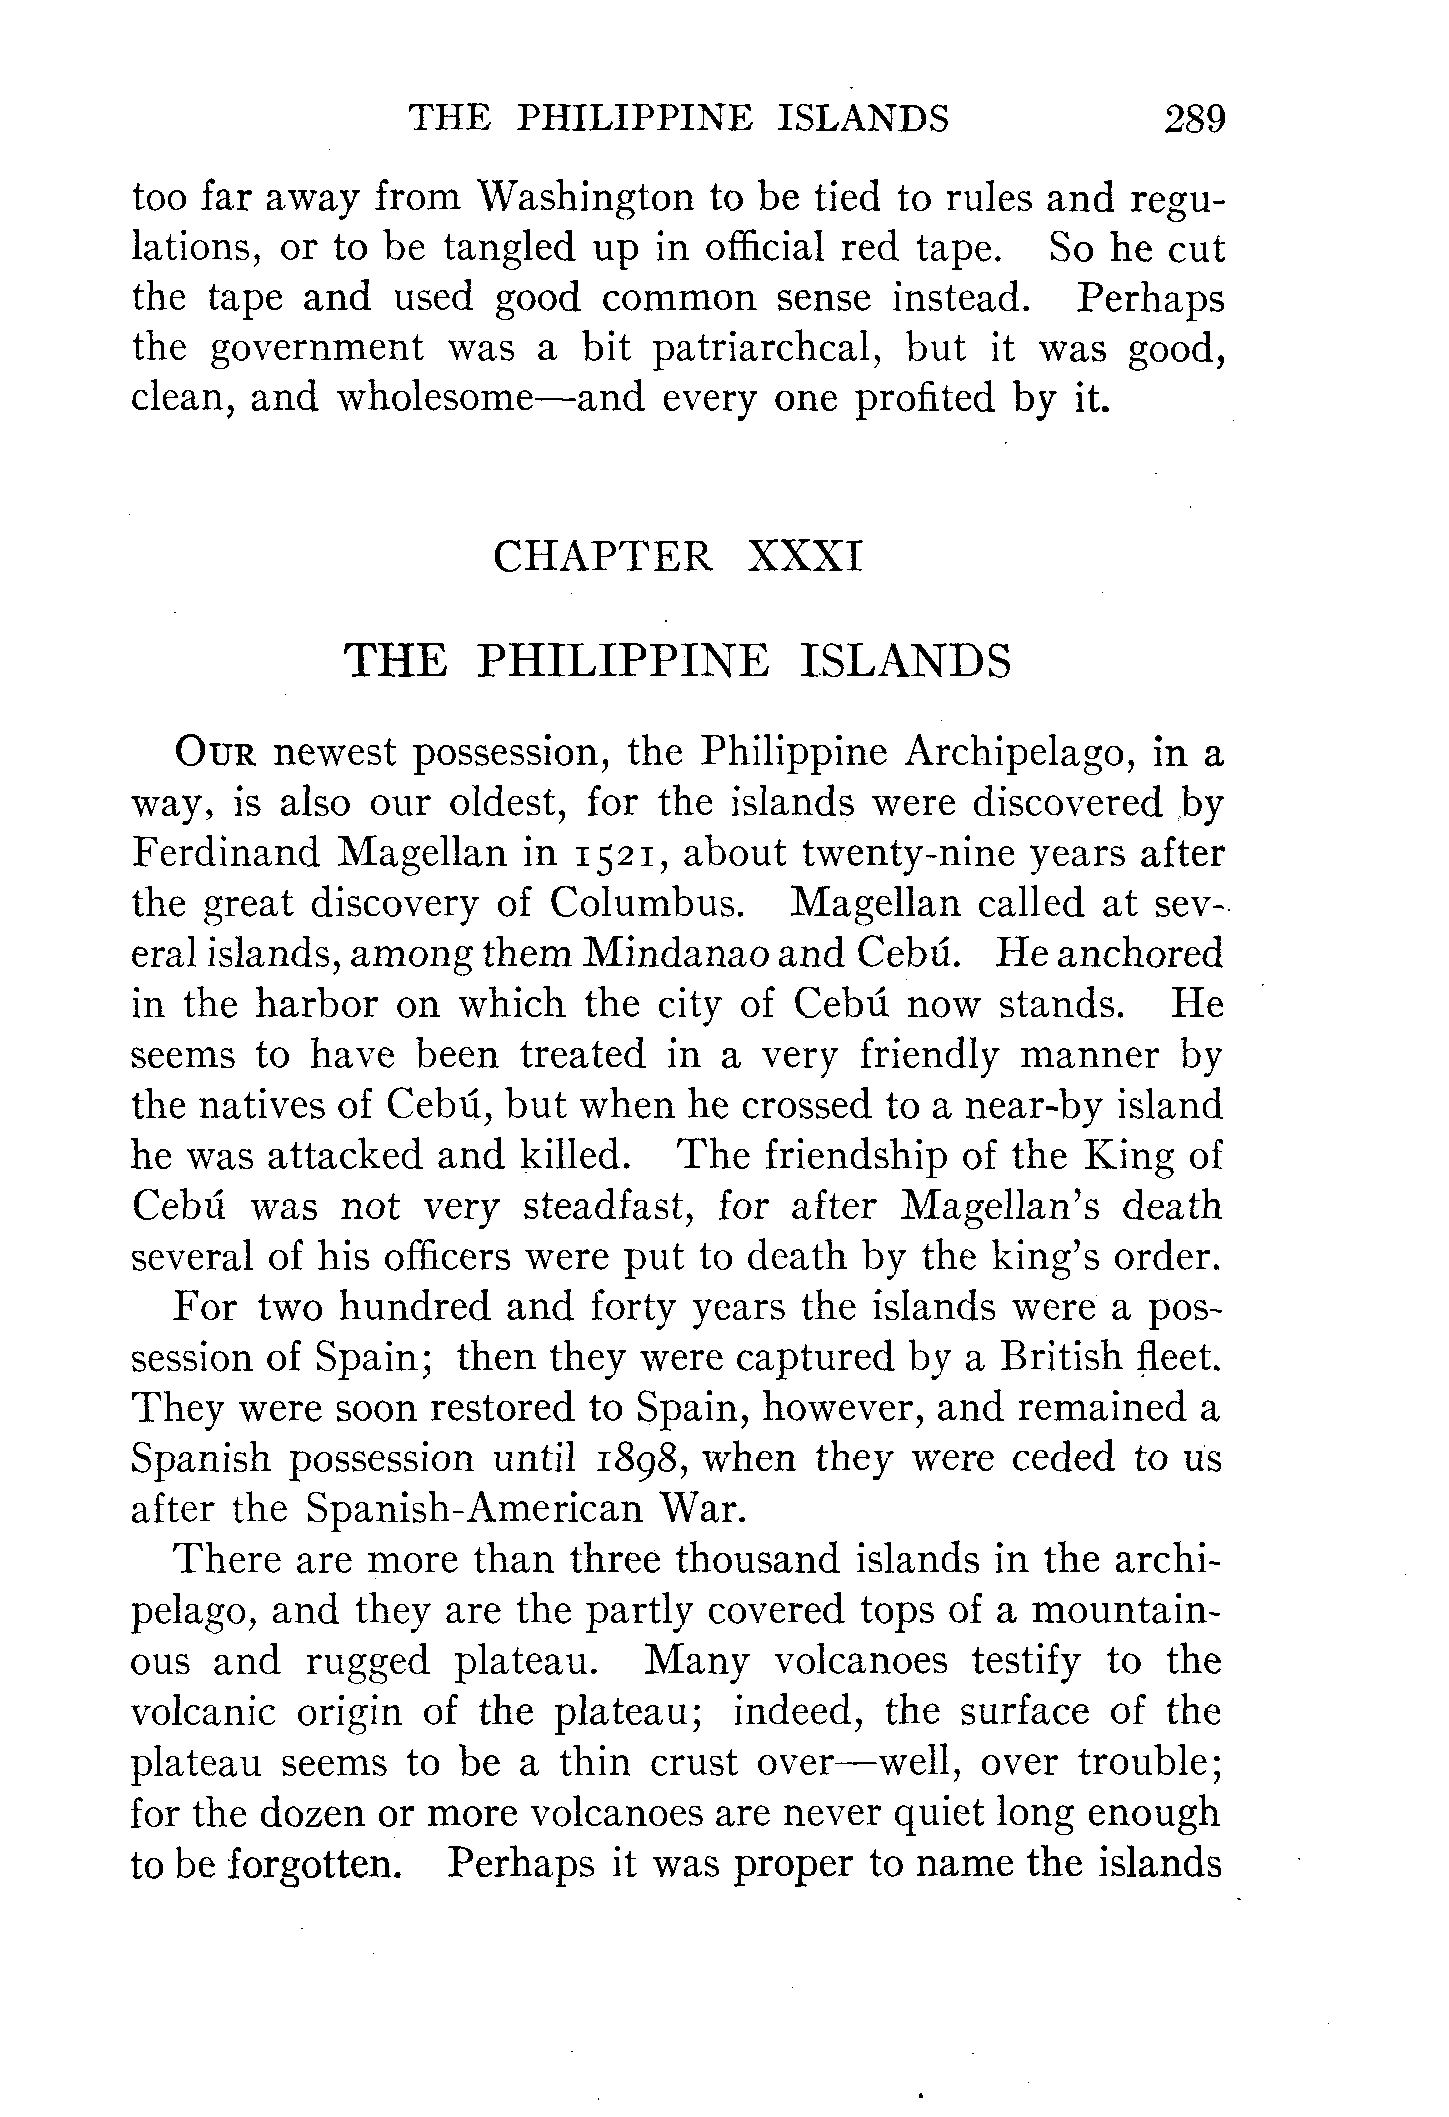 THE PHILIPPINE ISLANDS 289
too far away from Washington to be tied to rules and regu-
lations, or to be tangled up in official red tape. So he cut
the tape and used good common sense instead. Perhaps
the government was a bit patriarchcal, but it was good,
clean, and wholesome—and every one profited by it.
CHAPTER XXXI
THE PHILIPPINE ISLANDS
OUR newest possession, the Philippine Archipelago, in a
way, is also our oldest, for the islands were discovered by
Ferdinand Magellan in 1521, about twenty-nine years after
the great discovery of Columbus. Magellan called at sev-
eral islands, among them Mindanao and Cebú. He anchored
in the harbor on which the city of Cebú now stands. He
seems to have been treated in a very friendly manner by
the natives of Cebú, but when he crossed to a near-by island
he was attacked and killed. The friendship of the King of
Cebú was not very steadfast, for after Magellan's death
several of his officers were put to death by the king's order.
For two hundred and forty years the islands were a pos-
session of Spain; then they were captured by a British fleet.
They were soon restored to Spain, however, and remained a
Spanish possession until 1898, when they were ceded to us
after the Spanish-American War.
There are more than three thousand islands in the archi-
pelago, and they are the partly covered tops of a mountain-
ous and rugged plateau. Many volcanoes testify to the
volcanic origin of the plateau; indeed, the surface of the
plateau seems to be a thin crust over—well, over trouble;
for the dozen or more volcanoes are never quiet long enough
to be forgotten. Perhaps it was proper to name the islands